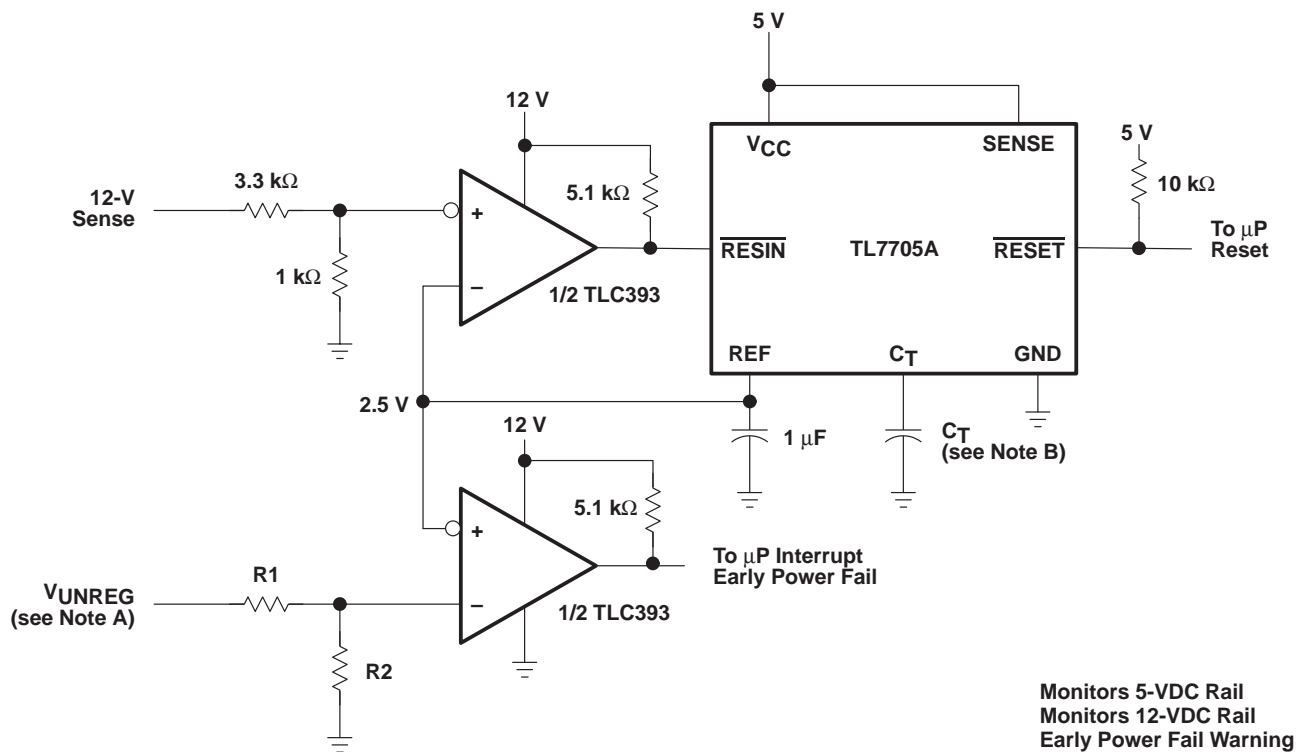 5 V
12 V
VCC
SENSE
5 V
3.3 kΩ
5.1 kΩ
10 kΩ
12-V
Sense
+
RESIN
TL7705A
RESET
To μP
Reset
1 kΩ
−
1/2 TLC393
REF
CT
GND
2.5 V
12 V
1 μF
CT
(see Note B)
5.1 kΩ
+
To μP Interrupt
Early Power Fail
VUNREG
(see Note A)
R1
−
1/2 TLC393
R2
Monitors 5-VDC Rail
Monitors 12-VDC Rail
Early Power Fail Warning